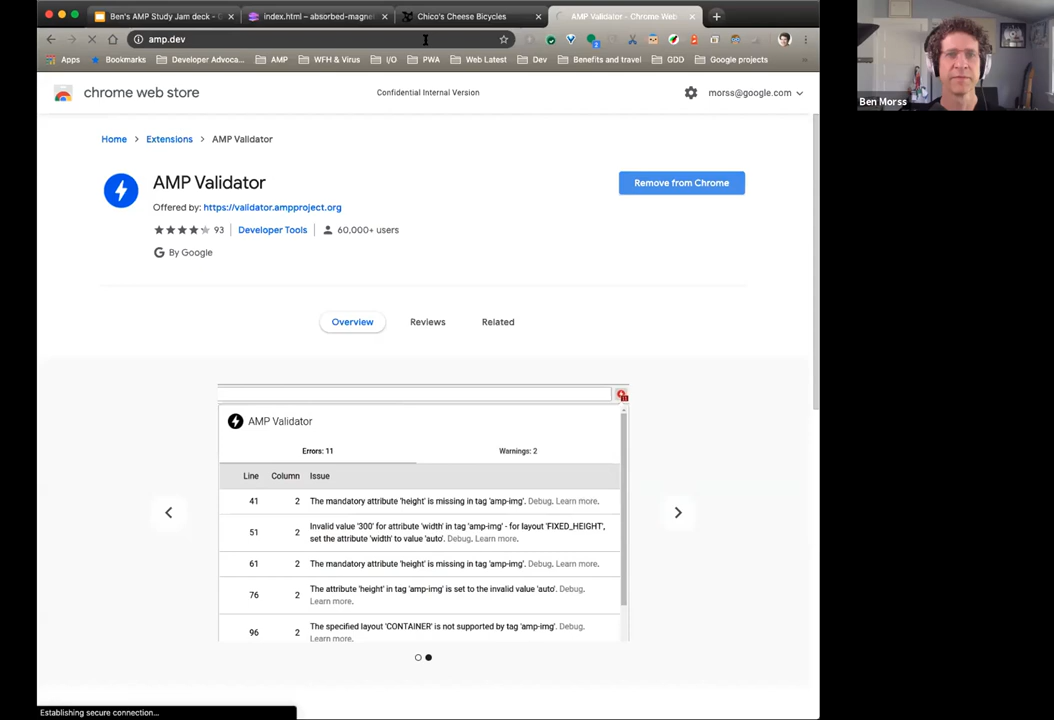 Ben's AMP Study Jam deck - G
index.html – absorbed-magnet
Chico's Cheese Bicycles
AMP Validator - Chrome Web
amp.dev
Apps
Bookmarks
Developer Advoca...
AMP
WFH & Virus
I/O
PWA
Web Latest
Dev
Benefits and travel
GDD
Google projects
Ben Morss
chrome web store
Confidential Internal Version
morss@google.com
Home
Extensions
AMP Validator
AMP Validator
Remove from Chrome
Offered by: https://validator.ampproject.org
93
Developer Tools
60,000+ users
By Google
Overview
Reviews
Related
AMP Validator
Errors: 11
Warnings: 2
Line Column Issue
41 2 The mandatory attribute 'height' is missing in tag 'amp-img'. Debug. Learn more.
51 2 Invalid value '300' for attribute 'width' in tag 'amp-img' - for layout 'FIXED_HEIGHT',
set the attribute 'width' to value 'auto'. Debug. Learn more.
61 2 The mandatory attribute 'height' is missing in tag 'amp-img'. Debug. Learn more.
76 2 The attribute 'height' in tag 'amp-img' is set to the invalid value 'auto'. Debug.
Learn more.
96 2 The specified layout 'CONTAINER' is not supported by tag 'amp-img'. Debug.
Learn more.
Establishing secure connection...